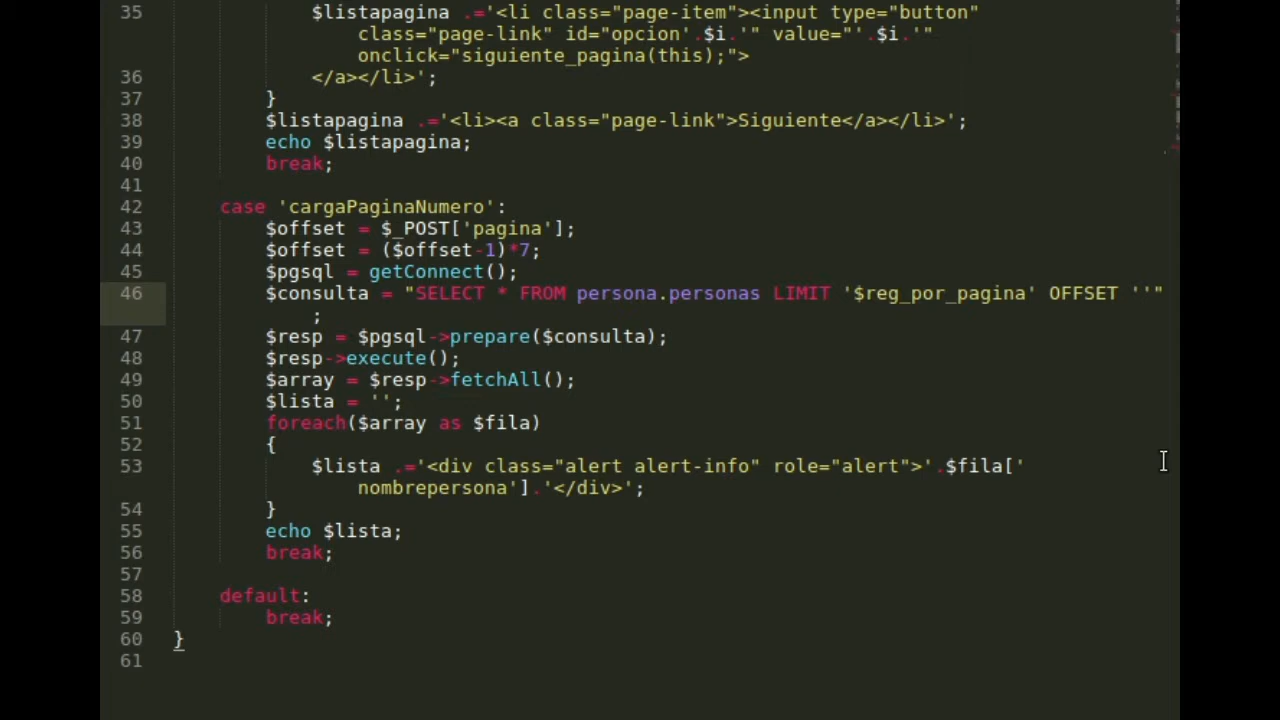 35 $listapagina .='<li class="page-item"><input type="button"
class="page-link" id="opcion'.$i.'" value="'.$i.'"
onclick="siguiente_pagina(this);">
36 </a></li>';
37 }
38 $listapagina .='<li><a class="page-link">Siguiente</a></li>';
39 echo $listapagina;
40 break;
41
42 case 'cargaPaginaNumero':
43 $offset = $_POST['pagina'];
44 $offset = ($offset-1)*7;
45 $pgsql = getConnect();
46 $consulta = "SELECT * FROM persona.personas LIMIT '$reg_por_pagina' OFFSET ''"
;
47 $resp = $pgsql->prepare($consulta);
48 $resp->execute();
49 $array = $resp->fetchAll();
50 $lista = '';
51 foreach($array as $fila)
52 {
53 $lista .='<div class="alert alert-info" role="alert">'.$fila['
nombrepersona'].'</div>';
54 }
55 echo $lista;
56 break;
57
58 default:
59 break;
60 }
61